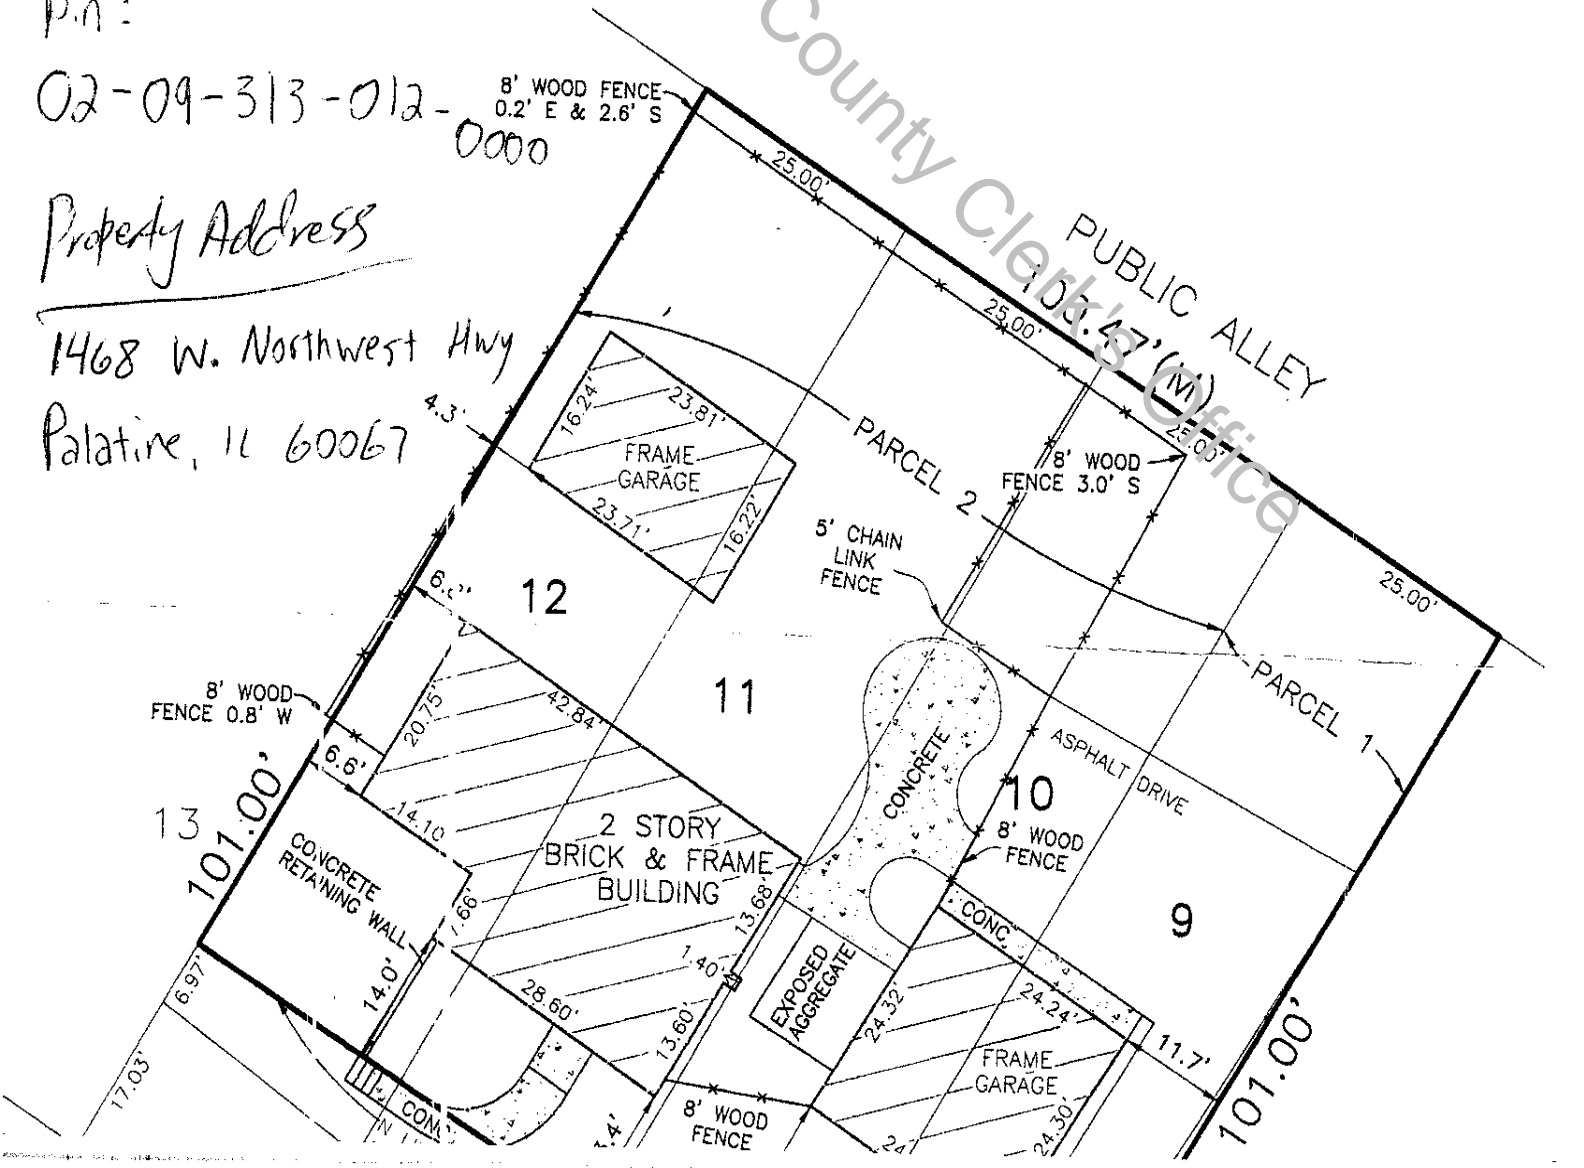 P.n:
02-09-313-012-
0000
Property Address
1468 W. Northwest Hwy
Palatine, IL 60067
County Clerk's Office
8' WOOD FENCE
0.2' E & 2.6' S
25.00'
PUBLIC ALLEY
103.47'(M)
25.00'
25.00'
25.00'
16.24'
23.81'
FRAME
GARAGE
23.71'
16.22'
4.3'
PARCEL 2
8' WOOD
FENCE 3.0' S
5' CHAIN
LINK
FENCE
12
11
PARCEL 1
8' WOOD
FENCE 0.8' W
20.75'
42.84'
6.6'
14.10
101.00'
13
CONCRETE
RETAINING WALL
2 STORY
BRICK & FRAME
BUILDING
CONCRETE
ASPHALT DRIVE
10
8' WOOD
FENCE
9
CONC.
13.68'
1.40'
14.0'
28.60'
13.60'
EXPOSED
AGGREGATE
24.32'
24.24'
11.7'
FRAME
GARAGE
24.30'
101.00'
6.97'
17.03'
CONC
8' WOOD
FENCE